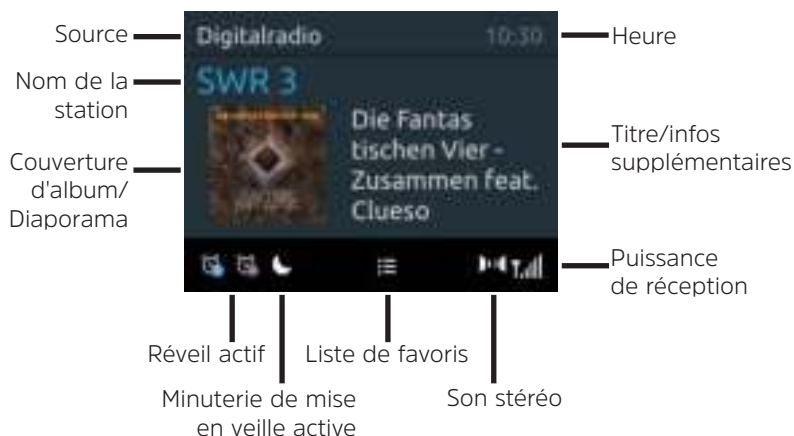 Source
Digitalradio
10:30
Heure
Nom de la
station
SWR 3
Couverture
d'album/
Diaporama
Die Fantas
tischen Vier -
Zusammen feat.
Clueso
Titre/infos
supplémentaires
Puissance
de réception
Réveil actif
Liste de favoris
Minuterie de mise
en veille active
Son stéréo